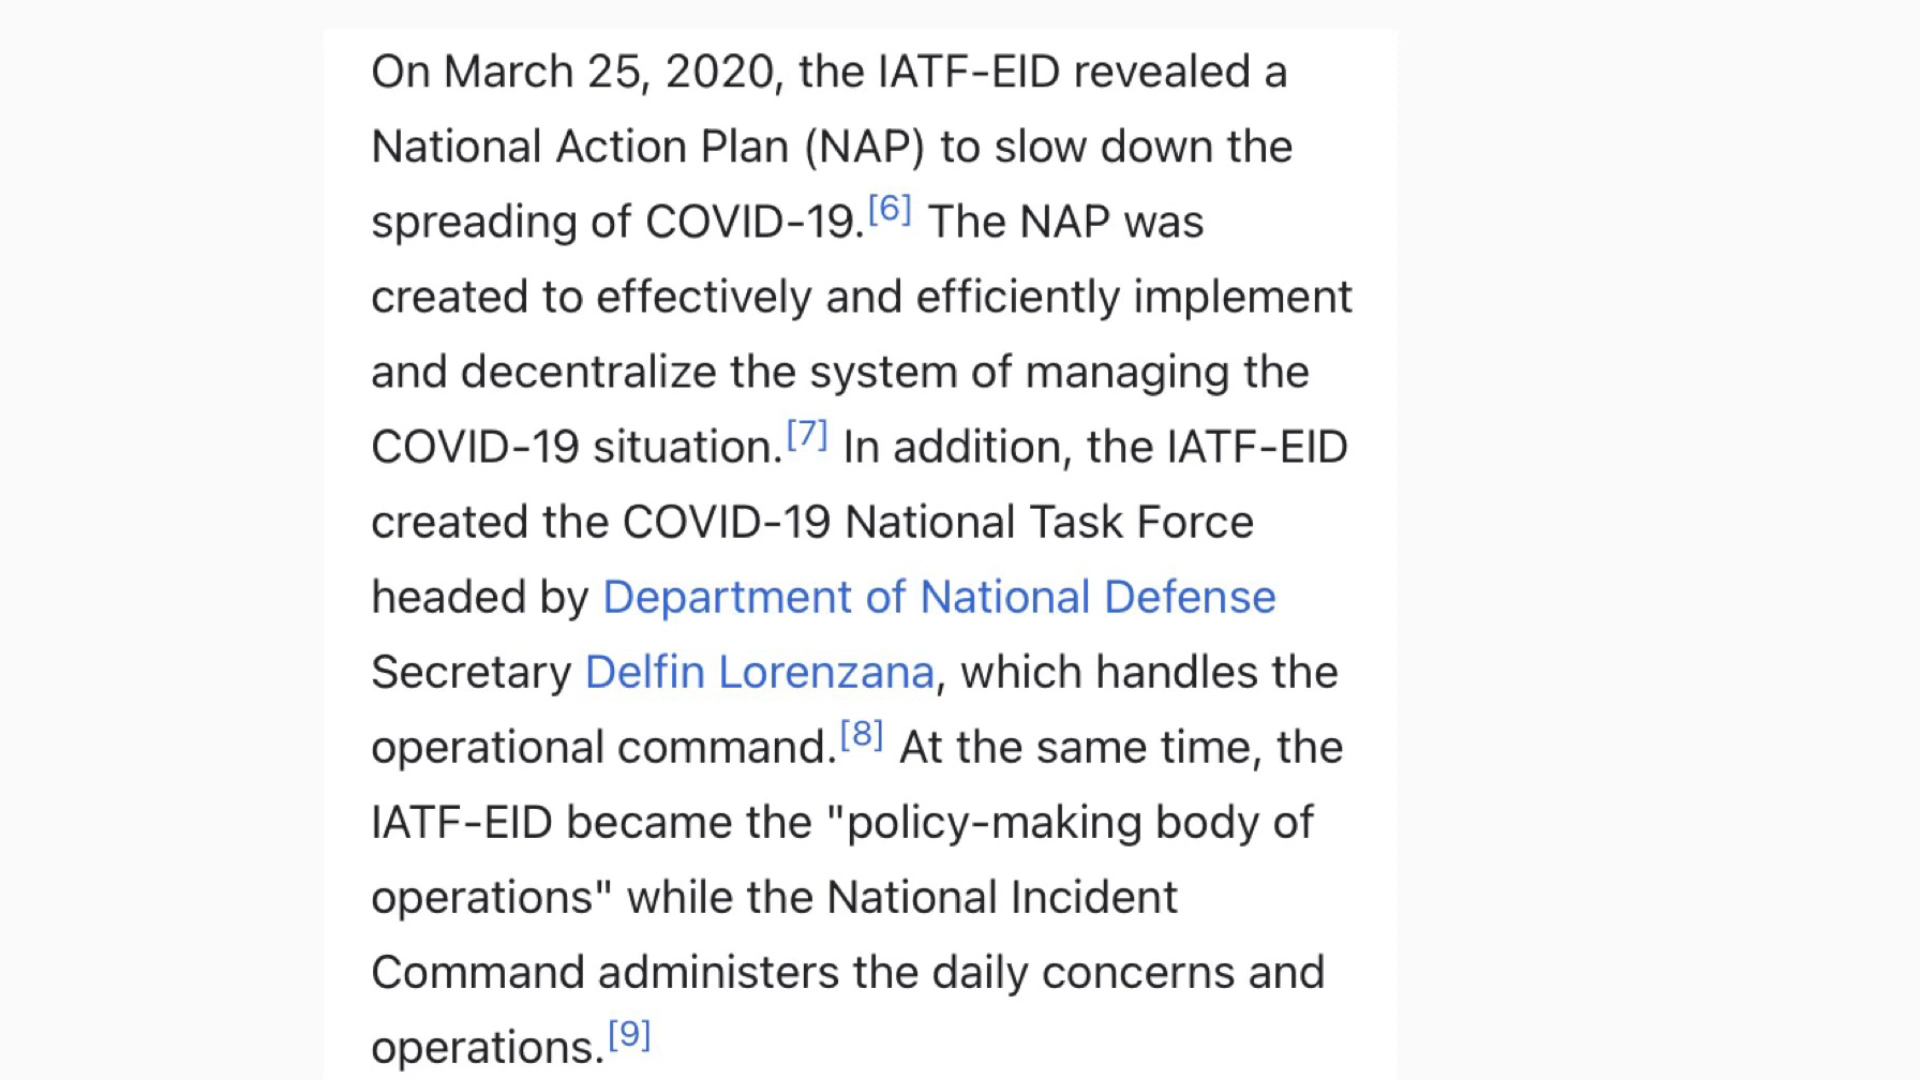 On March 25, 2020, the IATF-EID revealed a
National Action Plan (NAP) to slow down the
spreading of COVID-19.[6] The NAP was
created to effectively and efficiently implement
and decentralize the system of managing the
COVID-19 situation.[7] In addition, the IATF-EID
created the COVID-19 National Task Force
headed by Department of National Defense
Secretary Delfin Lorenzana, which handles the
operational command.[8] At the same time, the
IATF-EID became the "policy-making body of
operations" while the National Incident
Command administers the daily concerns and
operations.[9]